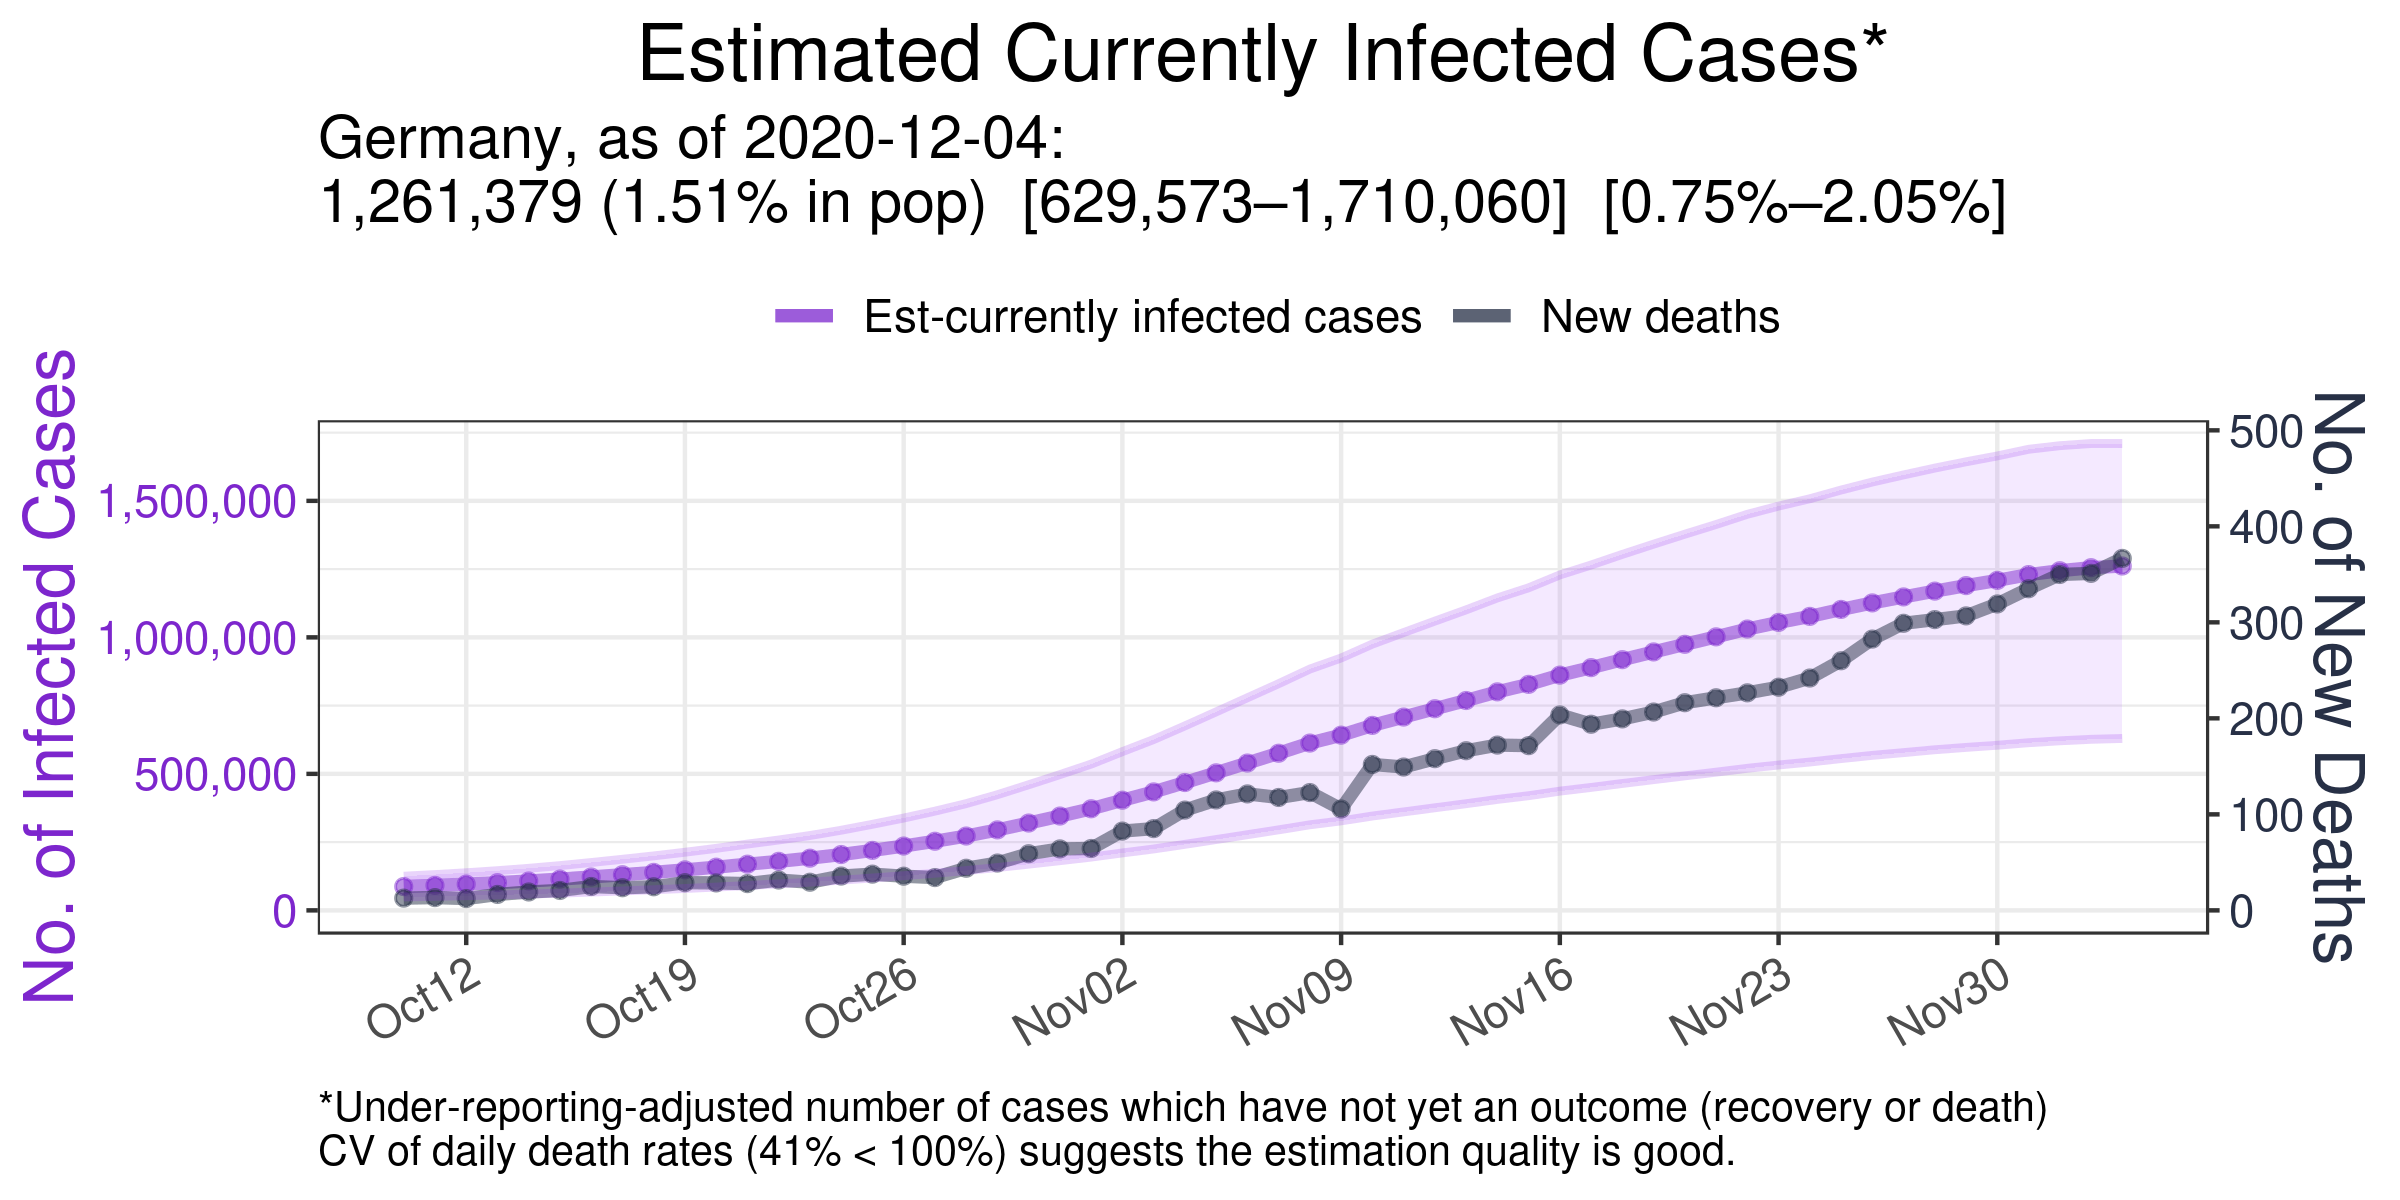 Estimated Currently Infected Cases*
Germany, as of 2020-12-04:
1,261,379 (1.51% in pop)  [629,573–1,710,060]  [0.75%–2.05%]
Est-currently infected cases
New deaths
No. of Infected Cases
1,500,000
1,000,000
500,000
0
500
400
300
200
100
0
No. of New Deaths
Oct12
Oct19
Oct26
Nov02
Nov09
Nov16
Nov23
Nov30
*Under-reporting-adjusted number of cases which have not yet an outcome (recovery or death)
CV of daily death rates (41% < 100%) suggests the estimation quality is good.